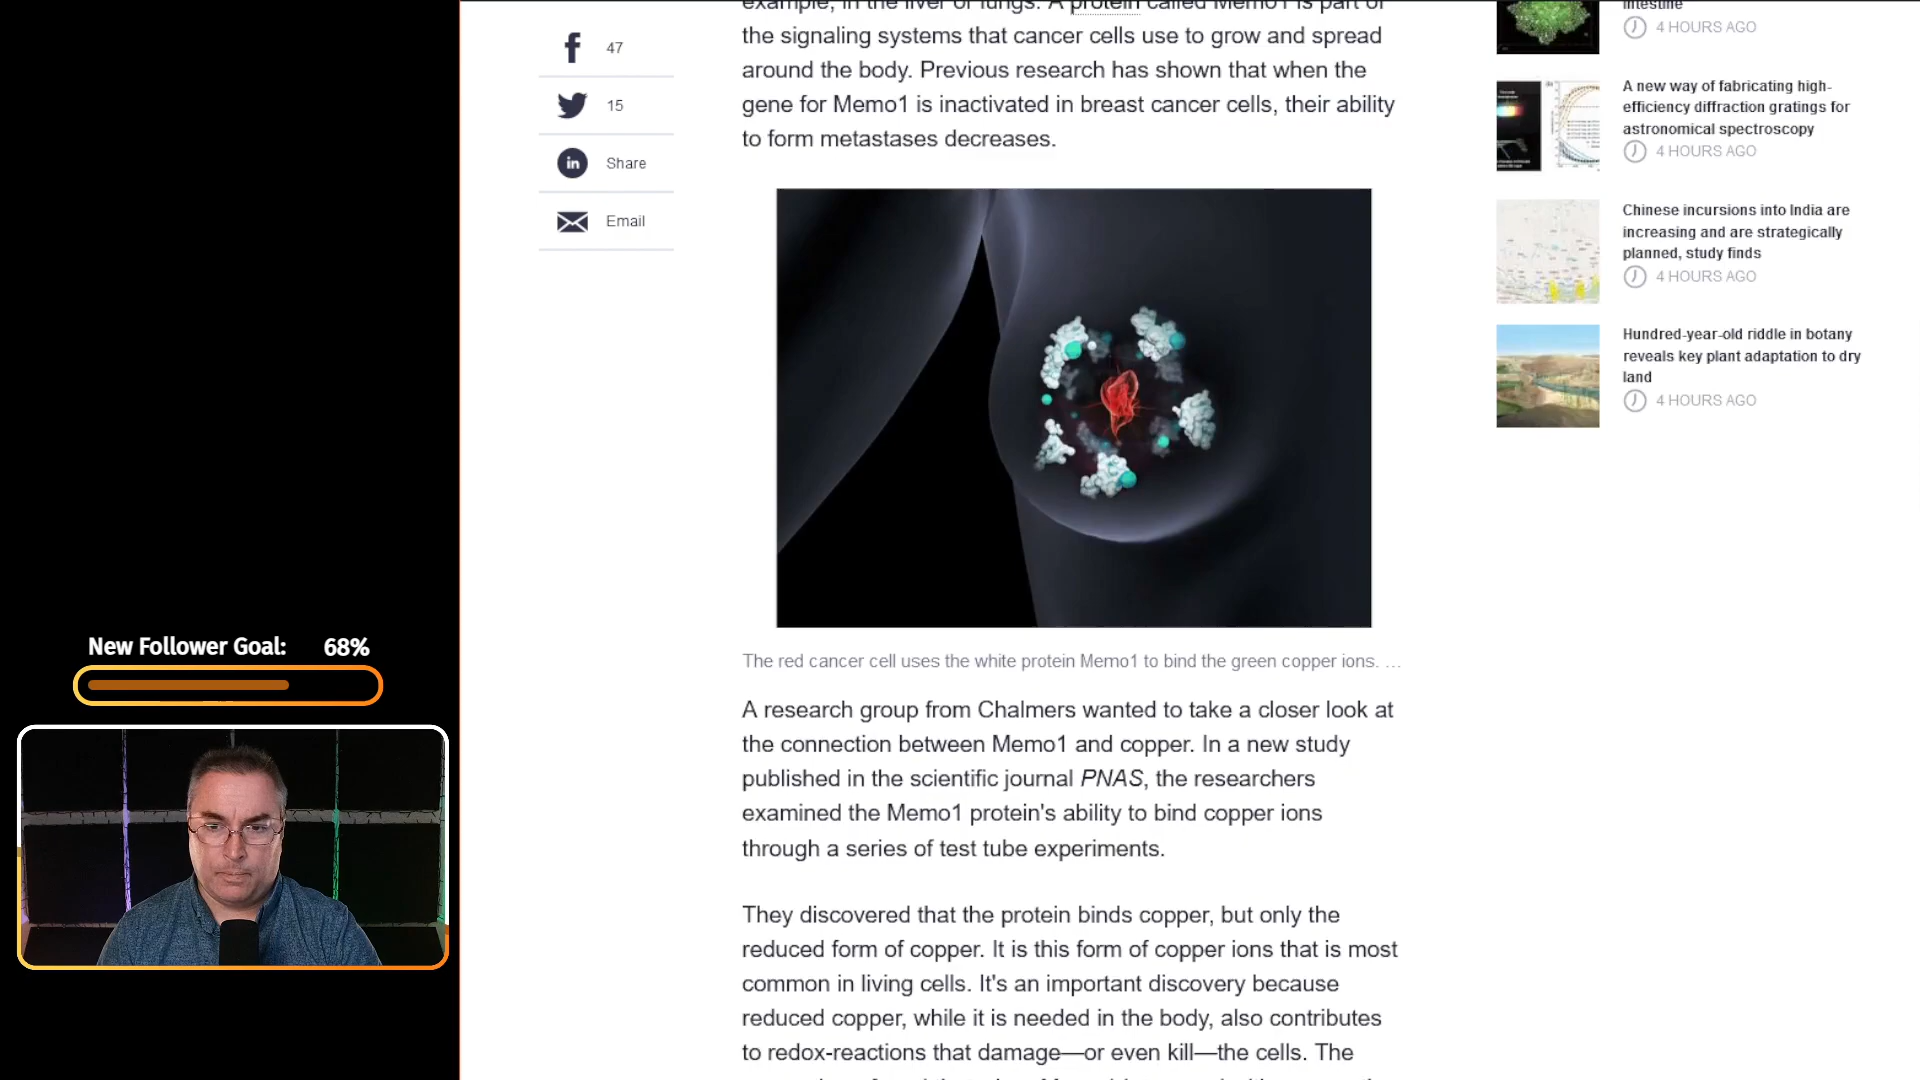 example, in the liver or lungs. A protein called Memo1 is part of
the signaling systems that cancer cells use to grow and spread
around the body. Previous research has shown that when the
gene for Memo1 is inactivated in breast cancer cells, their ability
to form metastases decreases.
47
15
in Share
Email
The red cancer cell uses the white protein Memo1 to bind the green copper ions. ...
A research group from Chalmers wanted to take a closer look at
the connection between Memo1 and copper. In a new study
published in the scientific journal PNAS, the researchers
examined the Memo1 protein's ability to bind copper ions
through a series of test tube experiments.
They discovered that the protein binds copper, but only the
reduced form of copper. It is this form of copper ions that is most
common in living cells. It's an important discovery because
reduced copper, while it is needed in the body, also contributes
to redox-reactions that damage—or even kill—the cells. The
intestine
4 HOURS AGO
A new way of fabricating high-
efficiency diffraction gratings for
astronomical spectroscopy
4 HOURS AGO
Chinese incursions into India are
increasing and are strategically
planned, study finds
4 HOURS AGO
Hundred-year-old riddle in botany
reveals key plant adaptation to dry
land
4 HOURS AGO
New Follower Goal: 68%